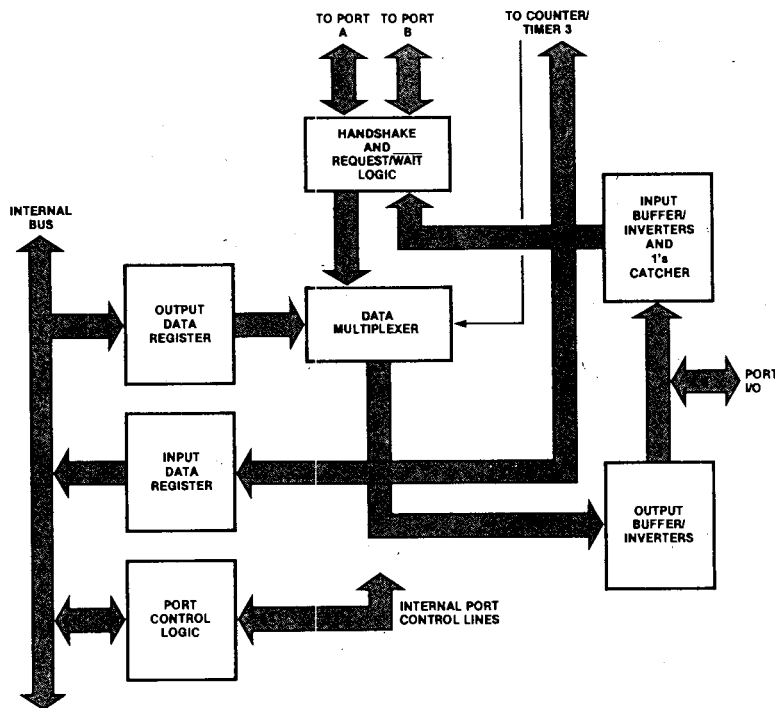 TO PORT
A
TO PORT
B
TO COUNTER/
TIMER 3
HANDSHAKE
AND
REQUEST/WAIT
LOGIC
INPUT
BUFFER/
INVERTERS
AND
1's
CATCHER
INTERNAL
BUS
OUTPUT
DATA
REGISTER
DATA
MULTIPLEXER
PORT
I/O
INPUT
DATA
REGISTER
OUTPUT
BUFFER/
INVERTERS
PORT
CONTROL
LOGIC
INTERNAL PORT
CONTROL LINES